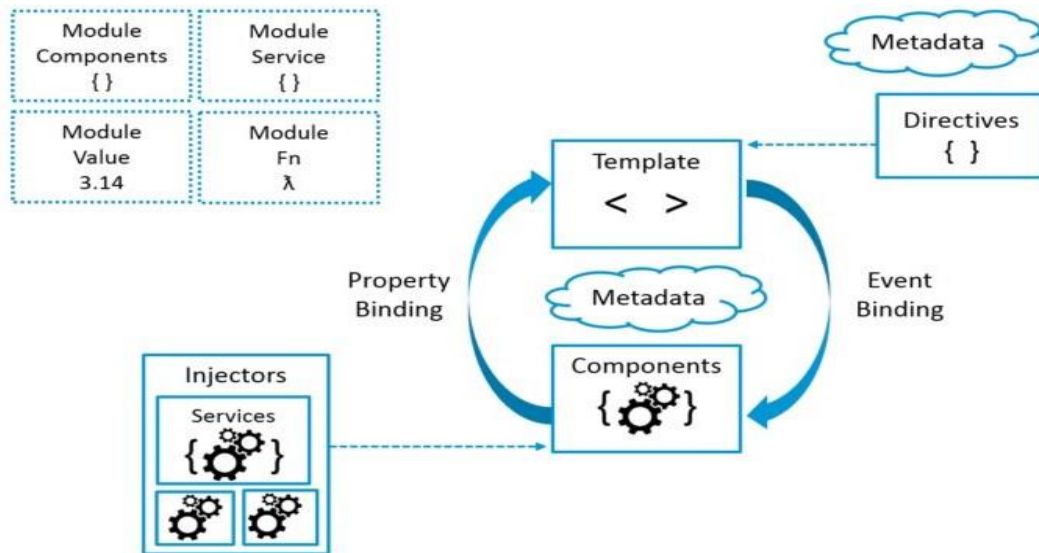 Module
Components
{ }
Module
Service
{ }
Module
Value
3.14
Module
Fn
ƛ
Metadata
Directives
{ }
Template
< >
Property
Binding
Metadata
Event
Binding
Components
{ }
Injectors
Services
{ }